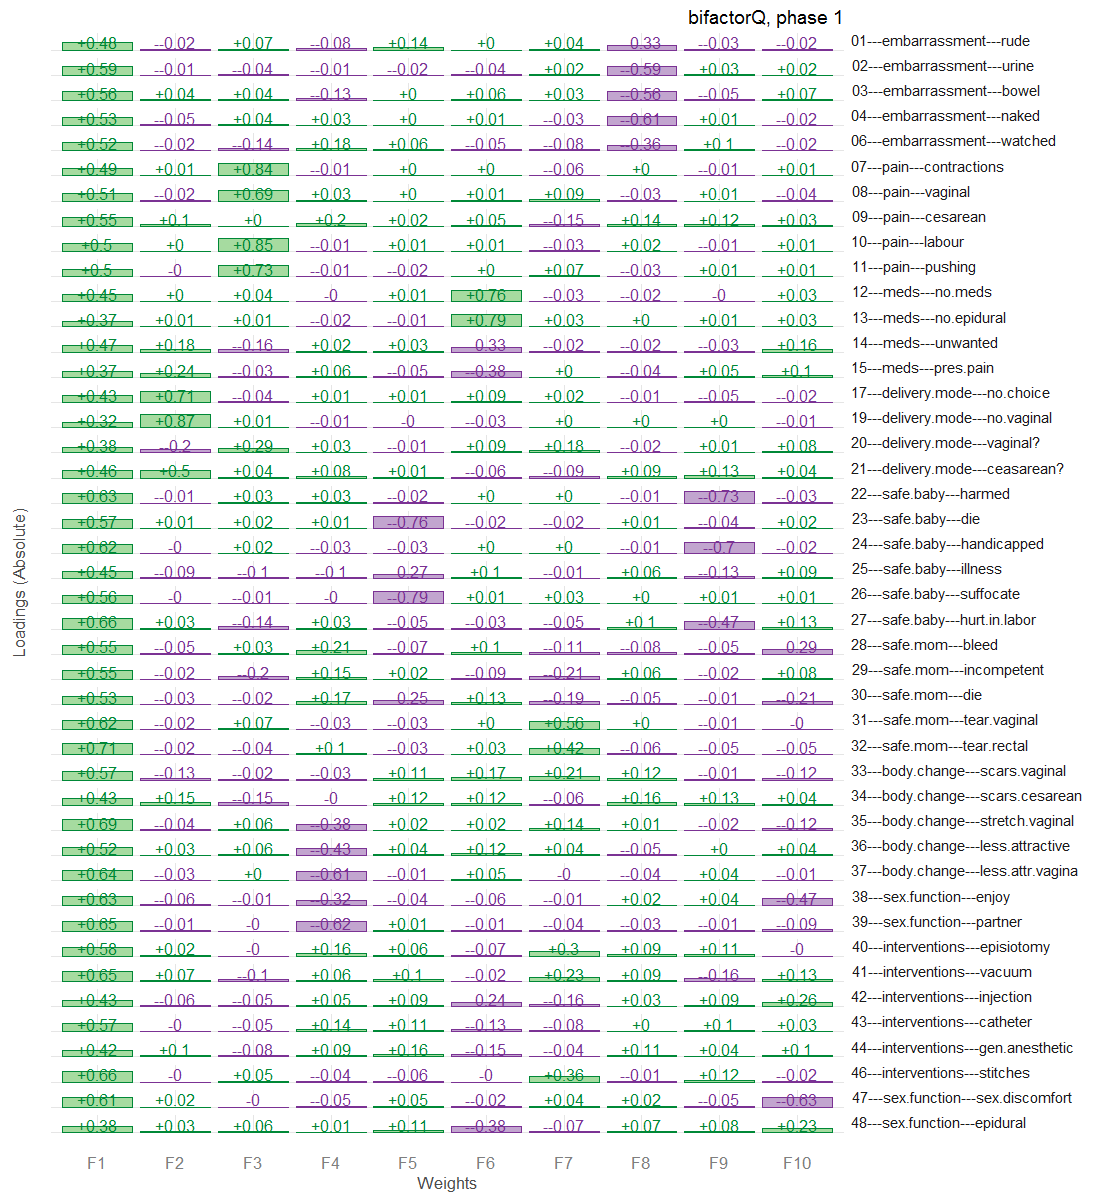 bifactorQ, phase 1
+0.48 --0.02 +0.07 --0.08 +0.14 +0 +0.04 --0.33 --0.03 --0.02 01---embarrassment---rude
+0.59 --0.01 --0.04 --0.01 --0.02 --0.04 +0.02 --0.59 +0.03 +0.02 02---embarrassment---urine
+0.56 +0.04 +0.04 --0.13 +0 +0.06 +0.03 --0.56 --0.05 +0.07 03---embarrassment---bowel
+0.53 --0.05 +0.04 +0.03 +0 +0.01 --0.03 --0.61 +0.01 --0.02 04---embarrassment---naked
+0.52 --0.02 --0.14 +0.18 +0.06 --0.05 --0.08 --0.36 +0.1 --0.02 06---embarrassment---watched
+0.49 +0.01 +0.84 --0.01 +0 +0 --0.06 +0 --0.01 +0.01 07---pain---contractions
+0.51 --0.02 +0.69 +0.03 +0 +0.01 +0.09 --0.03 +0.01 --0.04 08---pain---vaginal
+0.55 +0.1 +0 +0.2 +0.02 +0.05 --0.15 +0.14 +0.12 +0.03 09---pain---cesarean
+0.5 +0 +0.85 --0.01 +0.01 +0.01 --0.03 +0.02 --0.01 +0.01 10---pain---labour
+0.5 -0 +0.73 --0.01 --0.02 +0 +0.07 --0.03 +0.01 +0.01 11---pain---pushing
+0.45 +0 +0.04 -0 +0.01 +0.76 --0.03 --0.02 -0 +0.03 12---meds---no.meds
+0.37 +0.01 +0.01 --0.02 --0.01 +0.79 +0.03 +0 +0.01 +0.03 13---meds---no.epidural
+0.47 +0.18 --0.16 +0.02 +0.03 --0.33 --0.02 --0.02 --0.03 +0.16 14---meds---unwanted
+0.37 +0.24 --0.03 +0.06 --0.05 --0.38 +0 --0.04 +0.05 +0.1 15---meds---pres.pain
+0.43 +0.71 --0.04 +0.01 +0.01 +0.09 +0.02 --0.01 --0.05 --0.02 17---delivery.mode---no.choice
+0.32 +0.87 +0.01 --0.01 -0 --0.03 +0 +0 +0 --0.01 19---delivery.mode---no.vaginal
+0.38 --0.2 +0.29 +0.03 --0.01 +0.09 +0.18 --0.02 +0.01 +0.08 20---delivery.mode---vaginal?
+0.46 +0.5 +0.04 +0.08 +0.01 --0.06 --0.09 +0.09 +0.13 +0.04 21---delivery.mode---ceasarean?
+0.63 --0.01 +0.03 +0.03 --0.02 +0 +0 --0.01 --0.73 --0.03 22---safe.baby---harmed
+0.57 +0.01 +0.02 +0.01 --0.76 --0.02 --0.02 +0.01 --0.04 +0.02 23---safe.baby---die
+0.62 -0 +0.02 --0.03 --0.03 +0 +0 --0.01 --0.7 --0.02 24---safe.baby---handicapped
+0.45 --0.09 --0.1 --0.1 --0.27 +0.1 --0.01 +0.06 --0.13 +0.09 25---safe.baby---illness
+0.56 -0 --0.01 -0 --0.79 +0.01 +0.03 +0 +0.01 +0.01 26---safe.baby---suffocate
+0.66 +0.03 --0.14 +0.03 --0.05 --0.03 --0.05 +0.1 --0.47 +0.13 27---safe.baby---hurt.in.labor
+0.55 --0.05 +0.03 +0.21 --0.07 +0.1 --0.11 --0.08 --0.05 --0.29 28---safe.mom---bleed
+0.55 --0.02 --0.2 +0.15 +0.02 --0.09 --0.21 +0.06 --0.02 +0.08 29---safe.mom---incompetent
+0.53 --0.03 --0.02 +0.17 --0.25 +0.13 --0.19 --0.05 --0.01 --0.21 30---safe.mom---die
+0.62 --0.02 +0.07 --0.03 --0.03 +0 +0.56 +0 --0.01 -0 31---safe.mom---tear.vaginal
+0.71 --0.02 --0.04 +0.1 --0.03 +0.03 +0.42 --0.06 --0.05 --0.05 32---safe.mom---tear.rectal
+0.57 --0.13 --0.02 --0.03 +0.11 +0.17 +0.21 +0.12 --0.01 --0.12 33---body.change---scars.vaginal
+0.43 +0.15 --0.15 -0 +0.12 +0.12 --0.06 +0.16 +0.13 +0.04 34---body.change---scars.cesarean
+0.69 --0.04 +0.06 --0.38 +0.02 +0.02 +0.14 +0.01 --0.02 --0.12 35---body.change---stretch.vaginal
+0.52 +0.03 +0.06 --0.43 +0.04 +0.12 +0.04 --0.05 +0 +0.04 36---body.change---less.attractive
+0.64 --0.03 +0 --0.61 --0.01 +0.05 -0 --0.04 +0.04 --0.01 37---body.change---less.attr.vagina
+0.63 --0.06 --0.01 --0.32 --0.04 --0.06 --0.01 +0.02 +0.04 --0.47 38---sex.function---enjoy
+0.65 --0.01 -0 --0.62 +0.01 --0.01 --0.04 --0.03 --0.01 --0.09 39---sex.function---partner
+0.58 +0.02 -0 +0.16 +0.06 --0.07 +0.3 +0.09 +0.11 -0 40---interventions---episiotomy
+0.65 +0.07 --0.1 +0.06 +0.1 --0.02 +0.23 +0.09 --0.16 +0.13 41---interventions---vacuum
+0.43 --0.06 --0.05 +0.05 +0.09 --0.24 --0.16 +0.03 +0.09 +0.26 42---interventions---injection
+0.57 -0 --0.05 +0.14 +0.11 --0.13 --0.08 +0 +0.1 +0.03 43---interventions---catheter
+0.42 +0.1 --0.08 +0.09 +0.16 --0.15 --0.04 +0.11 +0.04 +0.1 44---interventions---gen.anesthetic
+0.66 -0 +0.05 --0.04 --0.06 -0 +0.36 --0.01 +0.12 --0.02 46---interventions---stitches
+0.61 +0.02 -0 --0.05 +0.05 --0.02 +0.04 +0.02 --0.05 --0.63 47---sex.function---sex.discomfort
+0.38 +0.03 +0.06 +0.01 +0.11 --0.38 --0.07 +0.07 +0.08 +0.23 48---sex.function---epidural
F1 F2 F3 F4 F5 F6 F7 F8 F9 F10
Weights
Loadings (Absolute)